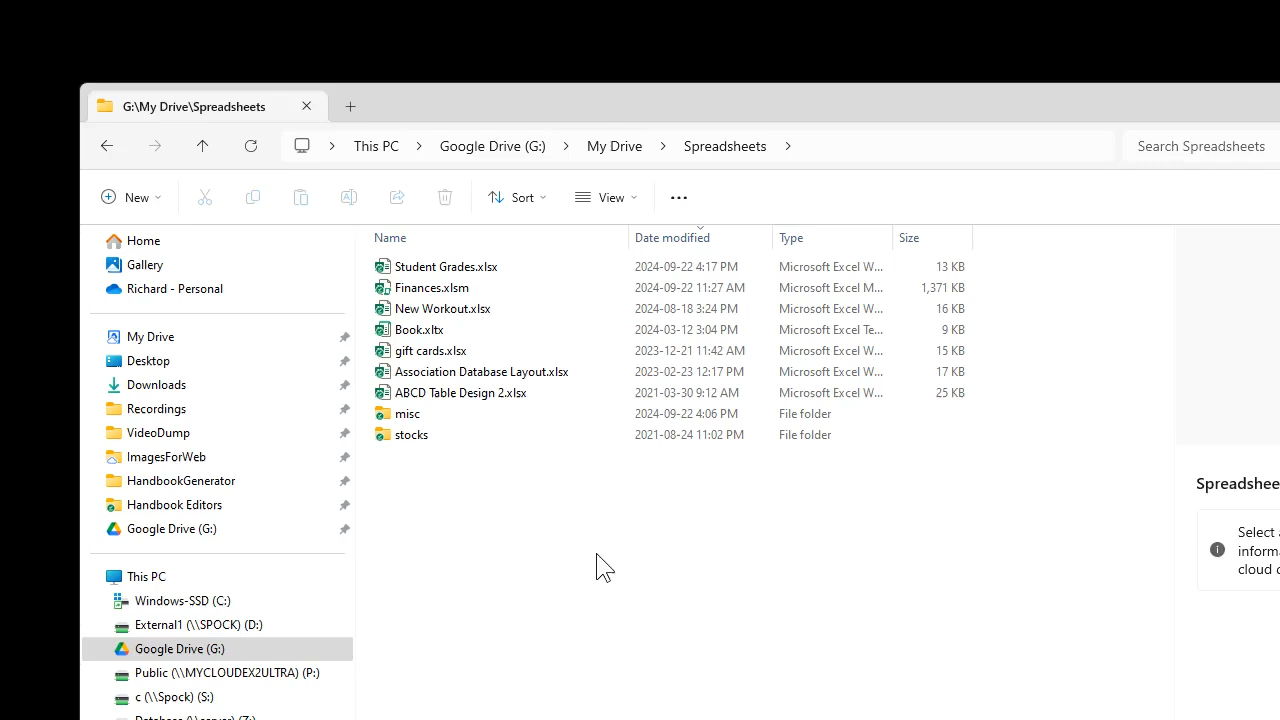 G:\My Drive\Spreadsheets
This PC
Google Drive (G:)
My Drive
Spreadsheets
Search Spreadsheets
New
Sort
View
Home
Gallery
Richard - Personal
My Drive
Desktop
Downloads
Recordings
VideoDump
ImagesForWeb
HandbookGenerator
Handbook Editors
Google Drive (G:)
This PC
Windows-SSD (C:)
External1 (\\SPOCK) (D:)
Google Drive (G:)
Public (\\MYCLOUDEX2ULTRA) (P:)
c (\\Spock) (S:)
Database (\\server) (Z:)
Name Date modified Type Size
Student Grades.xlsx 2024-09-22 4:17 PM Microsoft Excel W... 13 KB
Finances.xlsm 2024-09-22 11:27 AM Microsoft Excel M... 1,371 KB
New Workout.xlsx 2024-08-18 3:24 PM Microsoft Excel W... 16 KB
Book.xltx 2024-03-12 3:04 PM Microsoft Excel Te... 9 KB
gift cards.xlsx 2023-12-21 11:42 AM Microsoft Excel W... 15 KB
Association Database Layout.xlsx 2023-02-23 12:17 PM Microsoft Excel W... 17 KB
ABCD Table Design 2.xlsx 2021-03-30 9:12 AM Microsoft Excel W... 25 KB
misc 2024-09-22 4:06 PM File folder
stocks 2021-08-24 11:02 PM File folder
Spreadshee
Select
inform
cloud